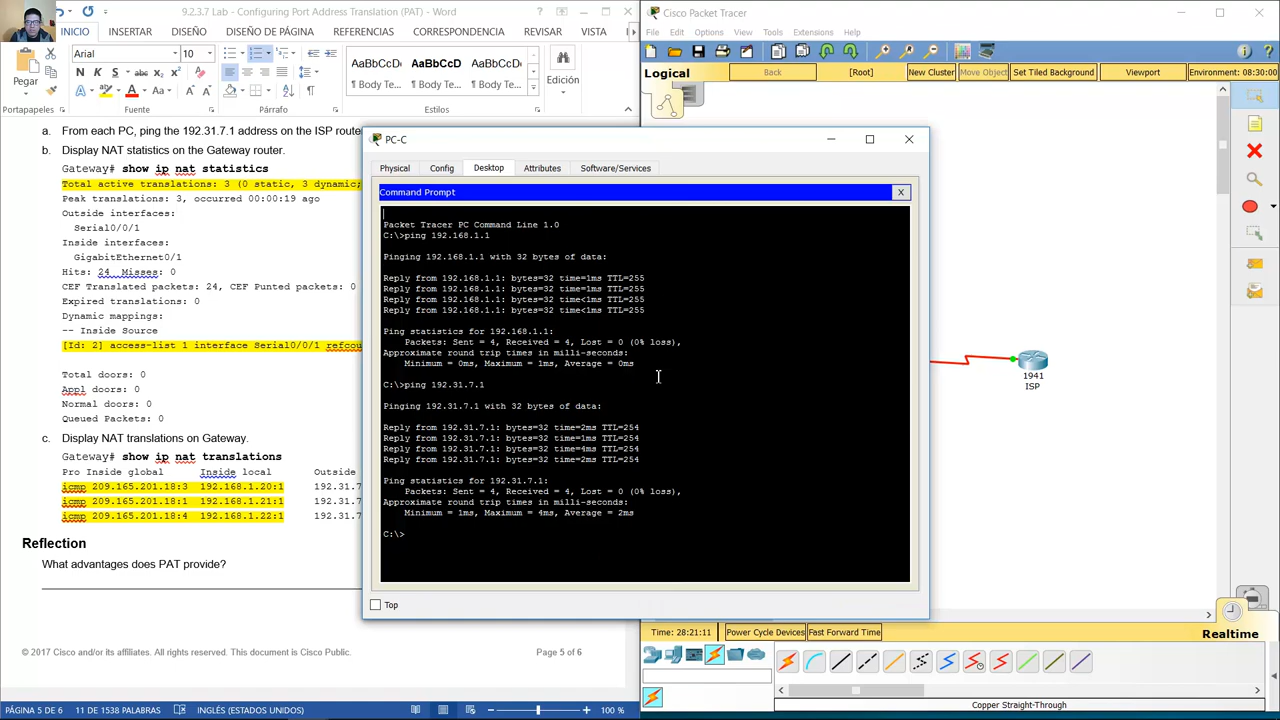 9.2.3.7 Lab - Configuring Port Address Translation (PAT) - Word
INICIO INSERTAR DISEÑO DISEÑO DE PÁGINA REFERENCIAS CORRESPONDENCIA REVISAR VISTA
Pegar
Arial 10
N K S abc x₂ x²
AaBbCcD AaBbCcD AaBbCcD
¶ Body Te... ¶ Body Te... ¶ Body Te...
Edición
Portapapeles Fuente Párrafo Estilos
a. From each PC, ping the 192.31.7.1 address on the ISP route
b. Display NAT statistics on the Gateway router.
Gateway# show ip nat statistics
Total active translations: 3 (0 static, 3 dynamic;
Peak translations: 3, occurred 00:00:19 ago
Outside interfaces:
Serial0/0/1
Inside interfaces:
GigabitEthernet0/1
Hits: 24 Misses: 0
CEF Translated packets: 24, CEF Punted packets: 0
Expired translations: 0
Dynamic mappings:
-- Inside Source
[Id: 2] access-list 1 interface Serial0/0/1 refcou
Total doors: 0
Appl doors: 0
Normal doors: 0
Queued Packets: 0
c. Display NAT translations on Gateway.
Gateway# show ip nat translations
Pro Inside global Inside local Outside
icmp 209.165.201.18:3 192.168.1.20:1 192.31.7
icmp 209.165.201.18:1 192.168.1.21:1 192.31.7
icmp 209.165.201.18:4 192.168.1.22:1 192.31.7
Reflection
What advantages does PAT provide?
© 2017 Cisco and/or its affiliates. All rights reserved. This document is Cisco Public. Page 5 of 6
PÁGINA 5 DE 6 11 DE 1538 PALABRAS INGLÉS (ESTADOS UNIDOS) 100 %
PC-C
Physical Config Desktop Attributes Software/Services
Command Prompt X
Packet Tracer PC Command Line 1.0
C:\>ping 192.168.1.1
Pinging 192.168.1.1 with 32 bytes of data:
Reply from 192.168.1.1: bytes=32 time=1ms TTL=255
Reply from 192.168.1.1: bytes=32 time=1ms TTL=255
Reply from 192.168.1.1: bytes=32 time<1ms TTL=255
Reply from 192.168.1.1: bytes=32 time<1ms TTL=255
Ping statistics for 192.168.1.1:
Packets: Sent = 4, Received = 4, Lost = 0 (0% loss),
Approximate round trip times in milli-seconds:
Minimum = 0ms, Maximum = 1ms, Average = 0ms
C:\>ping 192.31.7.1
Pinging 192.31.7.1 with 32 bytes of data:
Reply from 192.31.7.1: bytes=32 time=2ms TTL=254
Reply from 192.31.7.1: bytes=32 time=1ms TTL=254
Reply from 192.31.7.1: bytes=32 time=4ms TTL=254
Reply from 192.31.7.1: bytes=32 time=2ms TTL=254
Ping statistics for 192.31.7.1:
Packets: Sent = 4, Received = 4, Lost = 0 (0% loss),
Approximate round trip times in milli-seconds:
Minimum = 1ms, Maximum = 4ms, Average = 2ms
C:\>
Top
Cisco Packet Tracer
File Edit Options View Tools Extensions Help
Logical Back [Root] New Cluster Move Object Set Tiled Background Viewport Environment: 08:30:00
1941
ISP
Time: 28:21:11 Power Cycle Devices Fast Forward Time Realtime
Copper Straight-Through